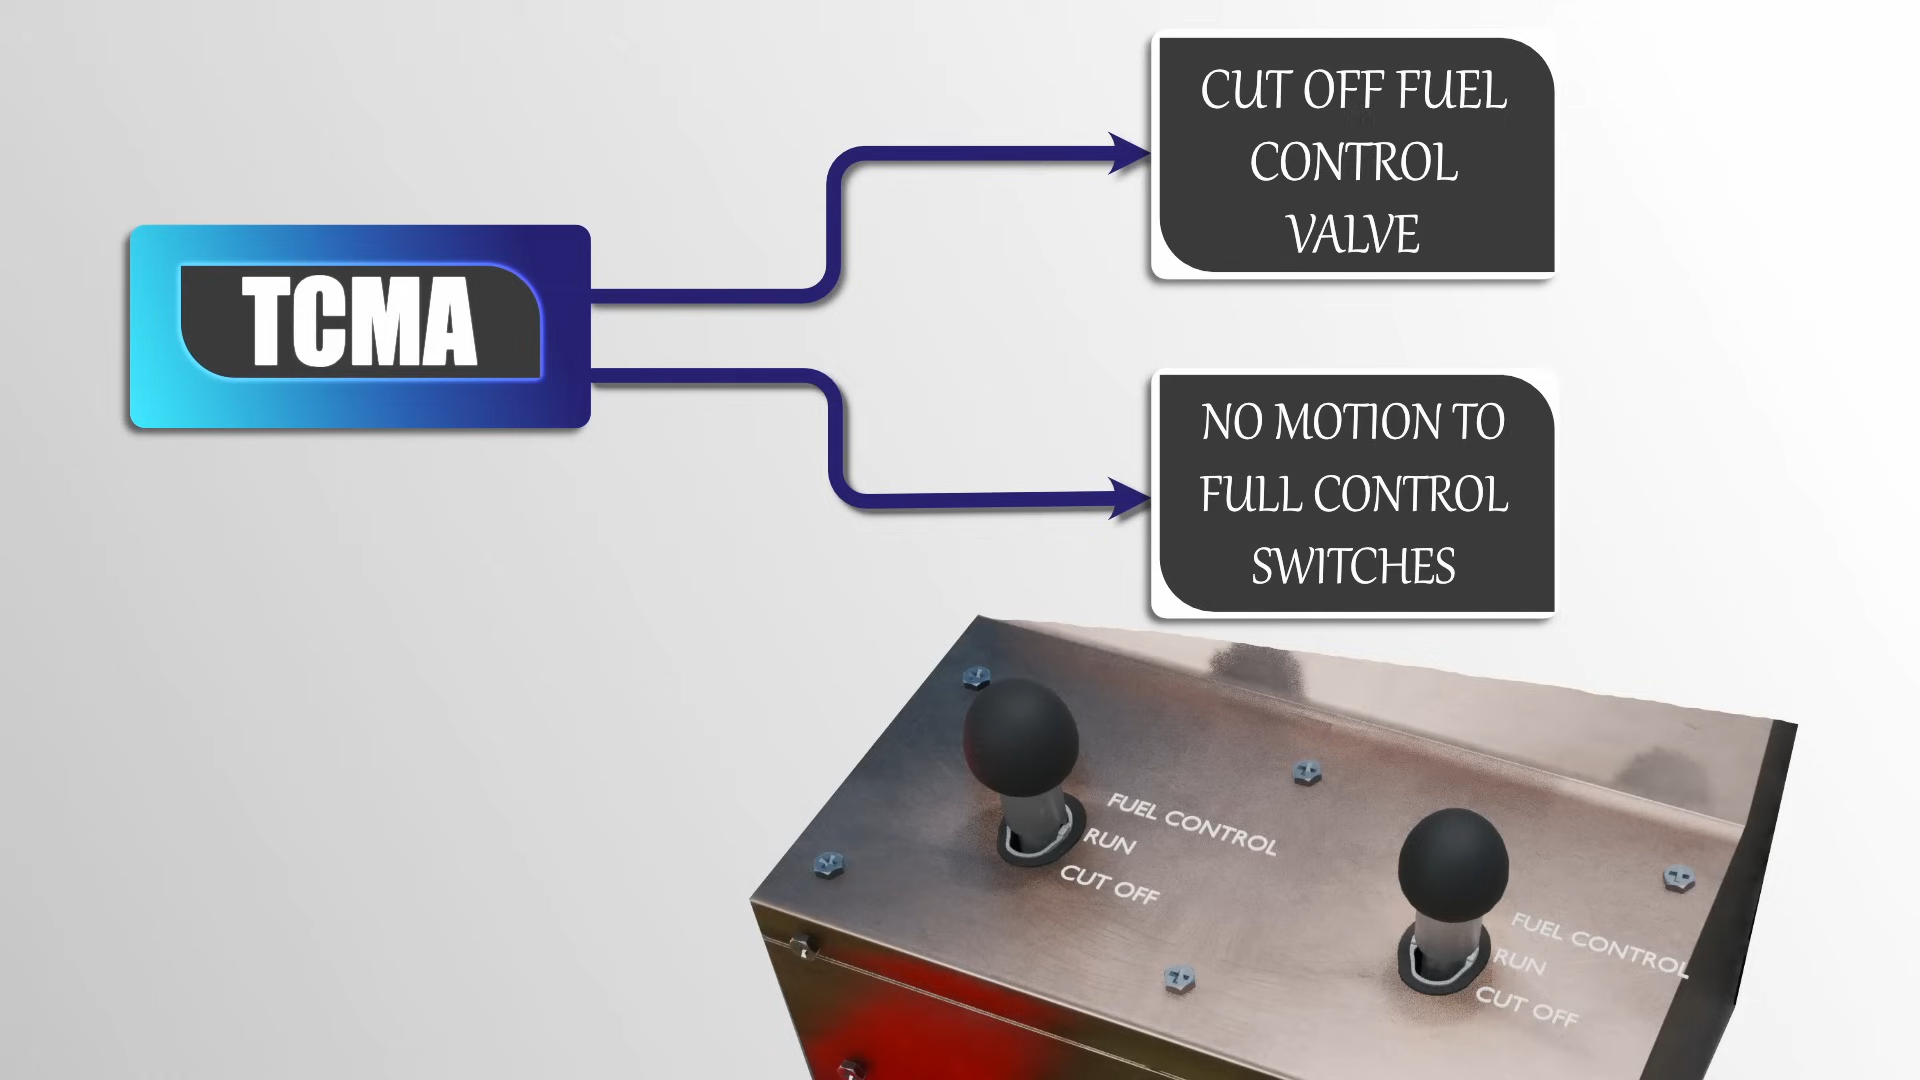 TCMA
CUT OFF FUEL
CONTROL
VALVE
NO MOTION TO
FULL CONTROL
SWITCHES
FUEL CONTROL
RUN
CUT OFF
FUEL CONTROL
RUN
CUT OFF